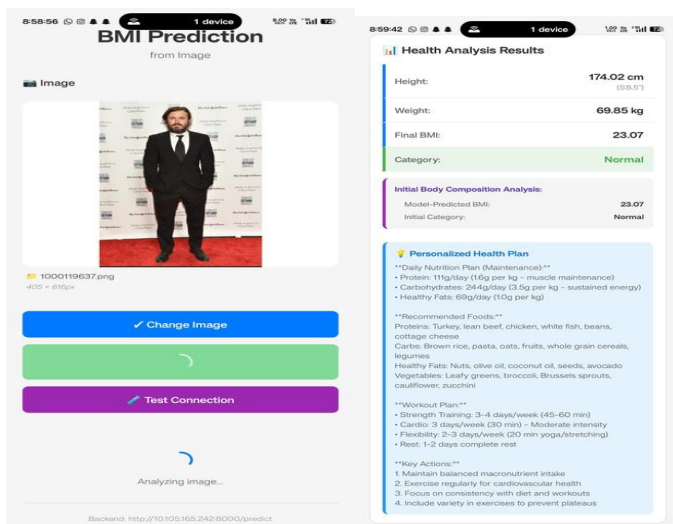 8:58:56
1 device
BMI Prediction
from Image
📷 Image
📁 1000119637.png
✓ Change Image
🧪 Test Connection
Analyzing image...
Backend: http://10.105.165.242:8000/predict
8:59:42
1 device
📊 Health Analysis Results
Height: 174.02 cm
(5'8.5")
Weight: 69.85 kg
Final BMI: 23.07
Category: Normal
Initial Body Composition Analysis:
Model-Predicted BMI: 23.07
Initial Category: Normal
💡 Personalized Health Plan
**Daily Nutrition Plan (Maintenance):**
• Protein: 111g/day (1.6g per kg - muscle maintenance)
• Carbohydrates: 244g/day (3.5g per kg - sustained energy)
• Healthy Fats: 69g/day (1.0g per kg)
**Recommended Foods:**
Proteins: Turkey, lean beef, chicken, white fish, beans,
cottage cheese
Carbs: Brown rice, pasta, oats, fruits, whole grain cereals,
legumes
Healthy Fats: Nuts, olive oil, coconut oil, seeds, avocado
Vegetables: Leafy greens, broccoli, Brussels sprouts,
cauliflower, zucchini
**Workout Plan:**
• Strength Training: 3-4 days/week (45-60 min)
• Cardio: 3 days/week (30 min) - Moderate intensity
• Flexibility: 2-3 days/week (20 min yoga/stretching)
• Rest: 1-2 days complete rest
**Key Actions:**
1. Maintain balanced macronutrient intake
2. Exercise regularly for cardiovascular health
3. Focus on consistency with diet and workouts
4. Include variety in exercises to prevent plateaus